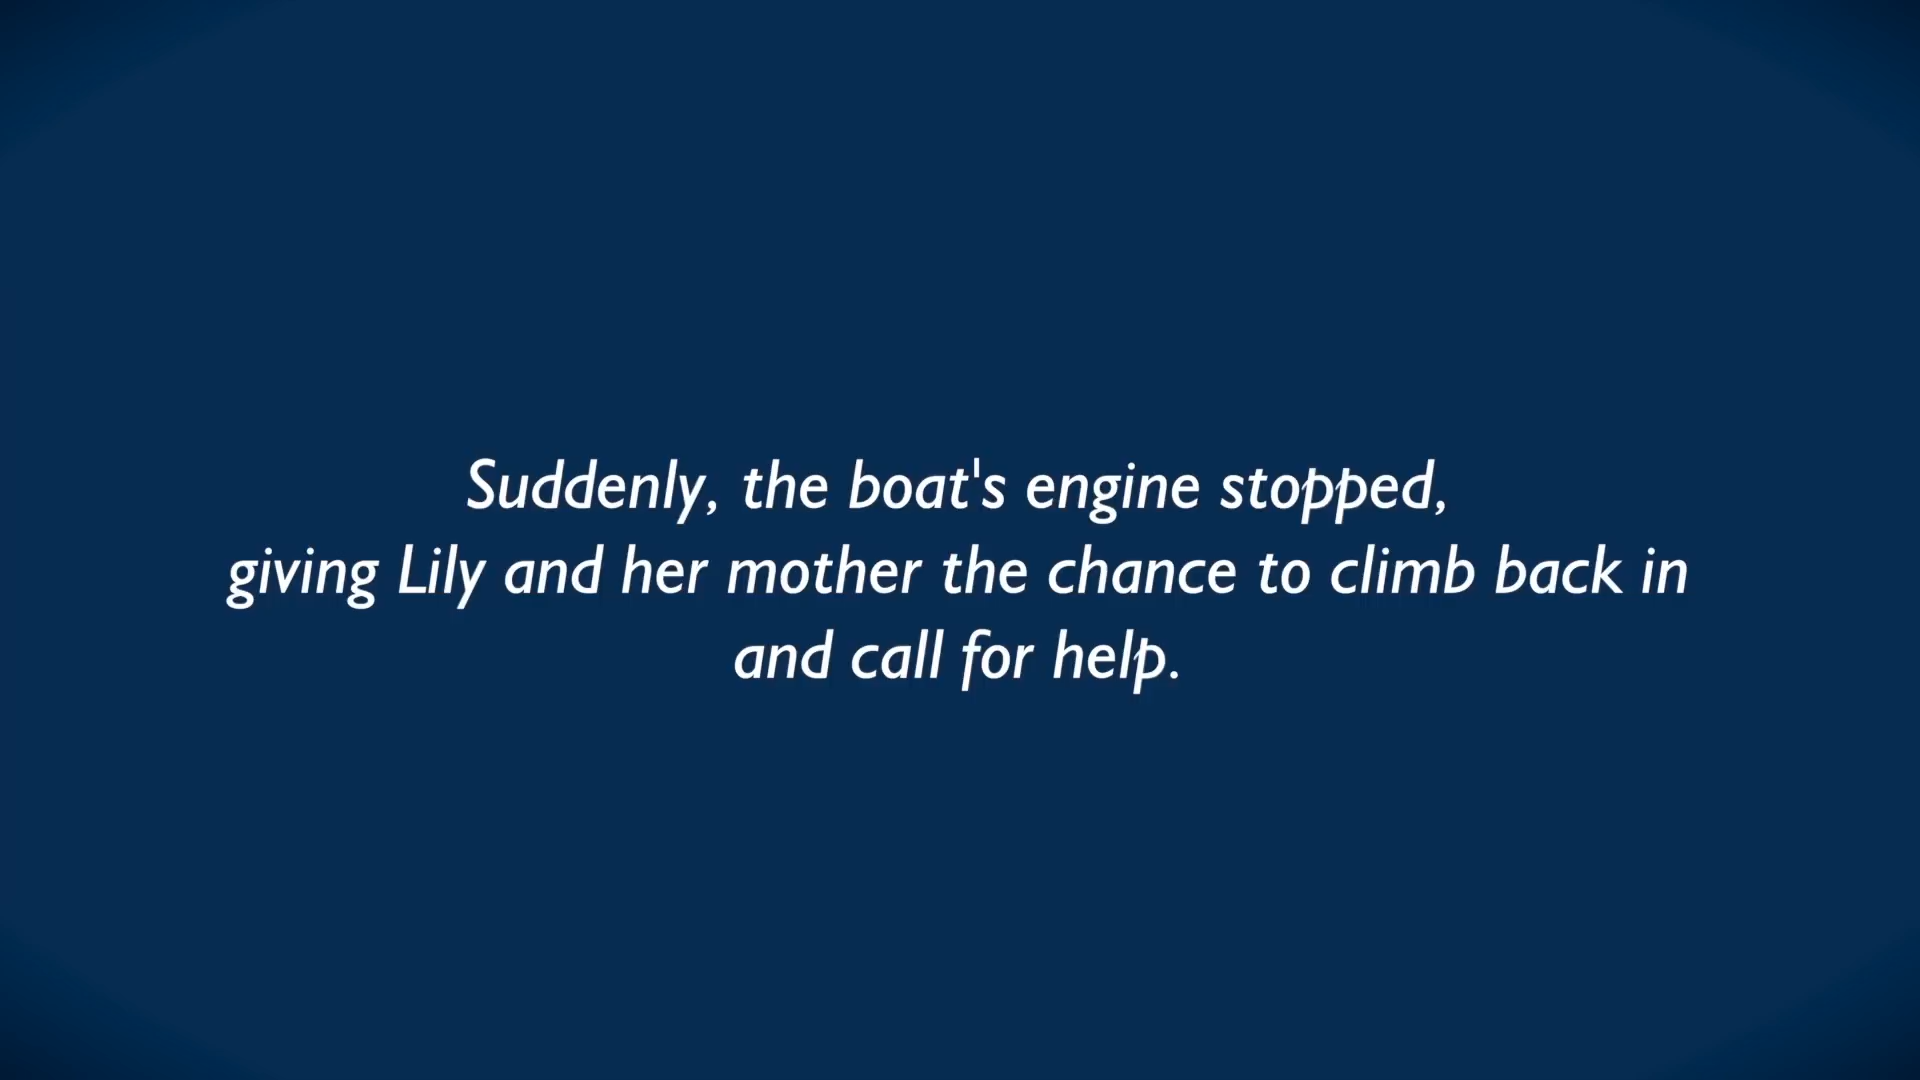 Suddenly, the boat's engine stopped,
giving Lily and her mother the chance to climb back in
and call for help.